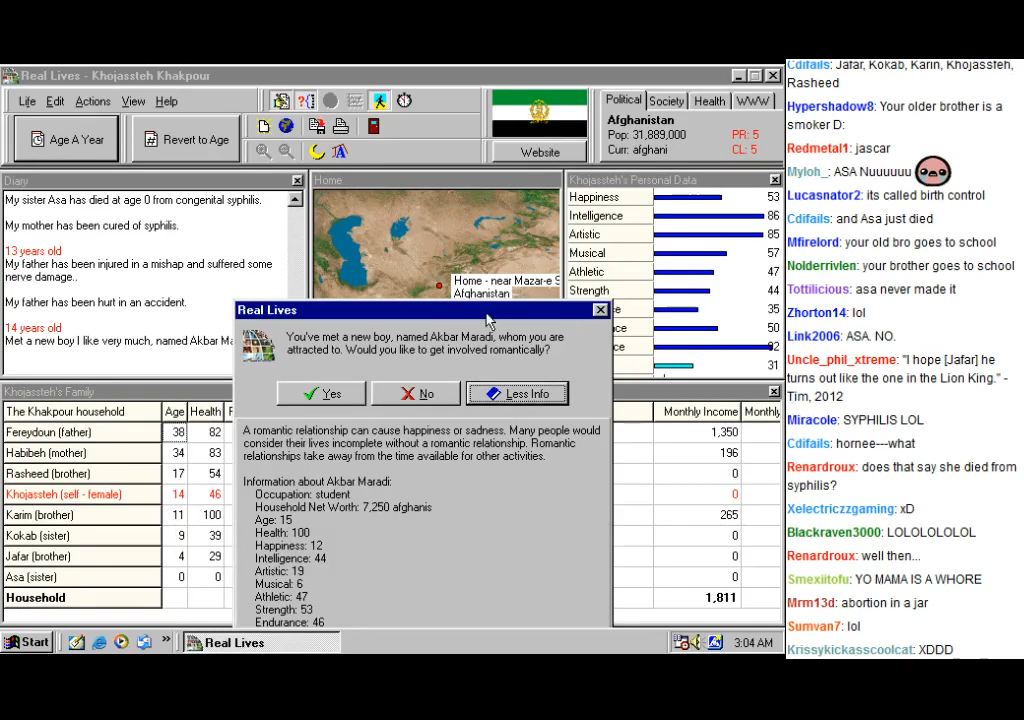 Real Lives - Khojassteh Khakpour
Life Edit Actions View Help
Age A Year
Revert to Age
Website
Political Society Health WWW
Afghanistan
Pop: 31,889,000 PR: 5
Curr: afghani CL: 5
Diary
My sister Asa has died at age 0 from congenital syphilis.
My mother has been cured of syphilis.
13 years old
My father has been injured in a mishap and suffered some
nerve damage..
My father has been hurt in an accident.
14 years old
Met a new boy I like very much, named Akbar Ma
Home
Home - near Mazar-e S
Afghanistan
Khojassteh's Personal Data
Happiness 53
Intelligence 86
Artistic 85
Musical 57
Athletic 47
Strength 44
ce 35
50
ce 92
31
Real Lives
You've met a new boy, named Akbar Maradi, whom you are
attracted to. Would you like to get involved romantically?
Yes No Less Info
A romantic relationship can cause happiness or sadness. Many people would
consider their lives incomplete without a romantic relationship. Romantic
relationships take away from the time available for other activities.
Information about Akbar Maradi:
Occupation: student
Household Net Worth: 7,250 afghanis
Age: 15
Health: 100
Happiness: 12
Intelligence: 44
Artistic: 19
Musical: 6
Athletic: 47
Strength: 53
Endurance: 46
Khojassteh's Family
The Khakpour household Age Health F Monthly Income Monthly
Fereydoun (father) 38 82 1,350
Habibeh (mother) 34 83 196
Rasheed (brother) 17 54 0
Khojassteh (self - female) 14 46 0
Karim (brother) 11 100 265
Kokab (sister) 9 39 0
Jafar (brother) 4 29 0
Asa (sister) 0 0 0
Household 1,811
Start
Real Lives
3:04 AM
Cdifails: Jafar, Kokab, Karin, Khojassteh,
Rasheed
Hypershadow8: Your older brother is a
smoker D:
Redmetal1: jascar
Myloh_: ASA Nuuuuuu
Lucasnator2: its called birth control
Cdifails: and Asa just died
Mfirelord: your old bro goes to school
Nolderrivlen: your brother goes to school
Tottilicious: asa never made it
Zhorton14: lol
Link2006: ASA. NO.
Uncle_phil_xtreme: "I hope [Jafar] he
turns out like the one in the Lion King." -
Tim, 2012
Miracole: SYPHILIS LOL
Cdifails: hornee---what
Renardroux: does that say she died from
syphilis?
Xelectriczzgaming: xD
Blackraven3000: LOLOLOLOLOL
Renardroux: well then...
Smexiitofu: YO MAMA IS A WHORE
Mrm13d: abortion in a jar
Sumvan7: lol
Krissykickasscoolcat: XDDD